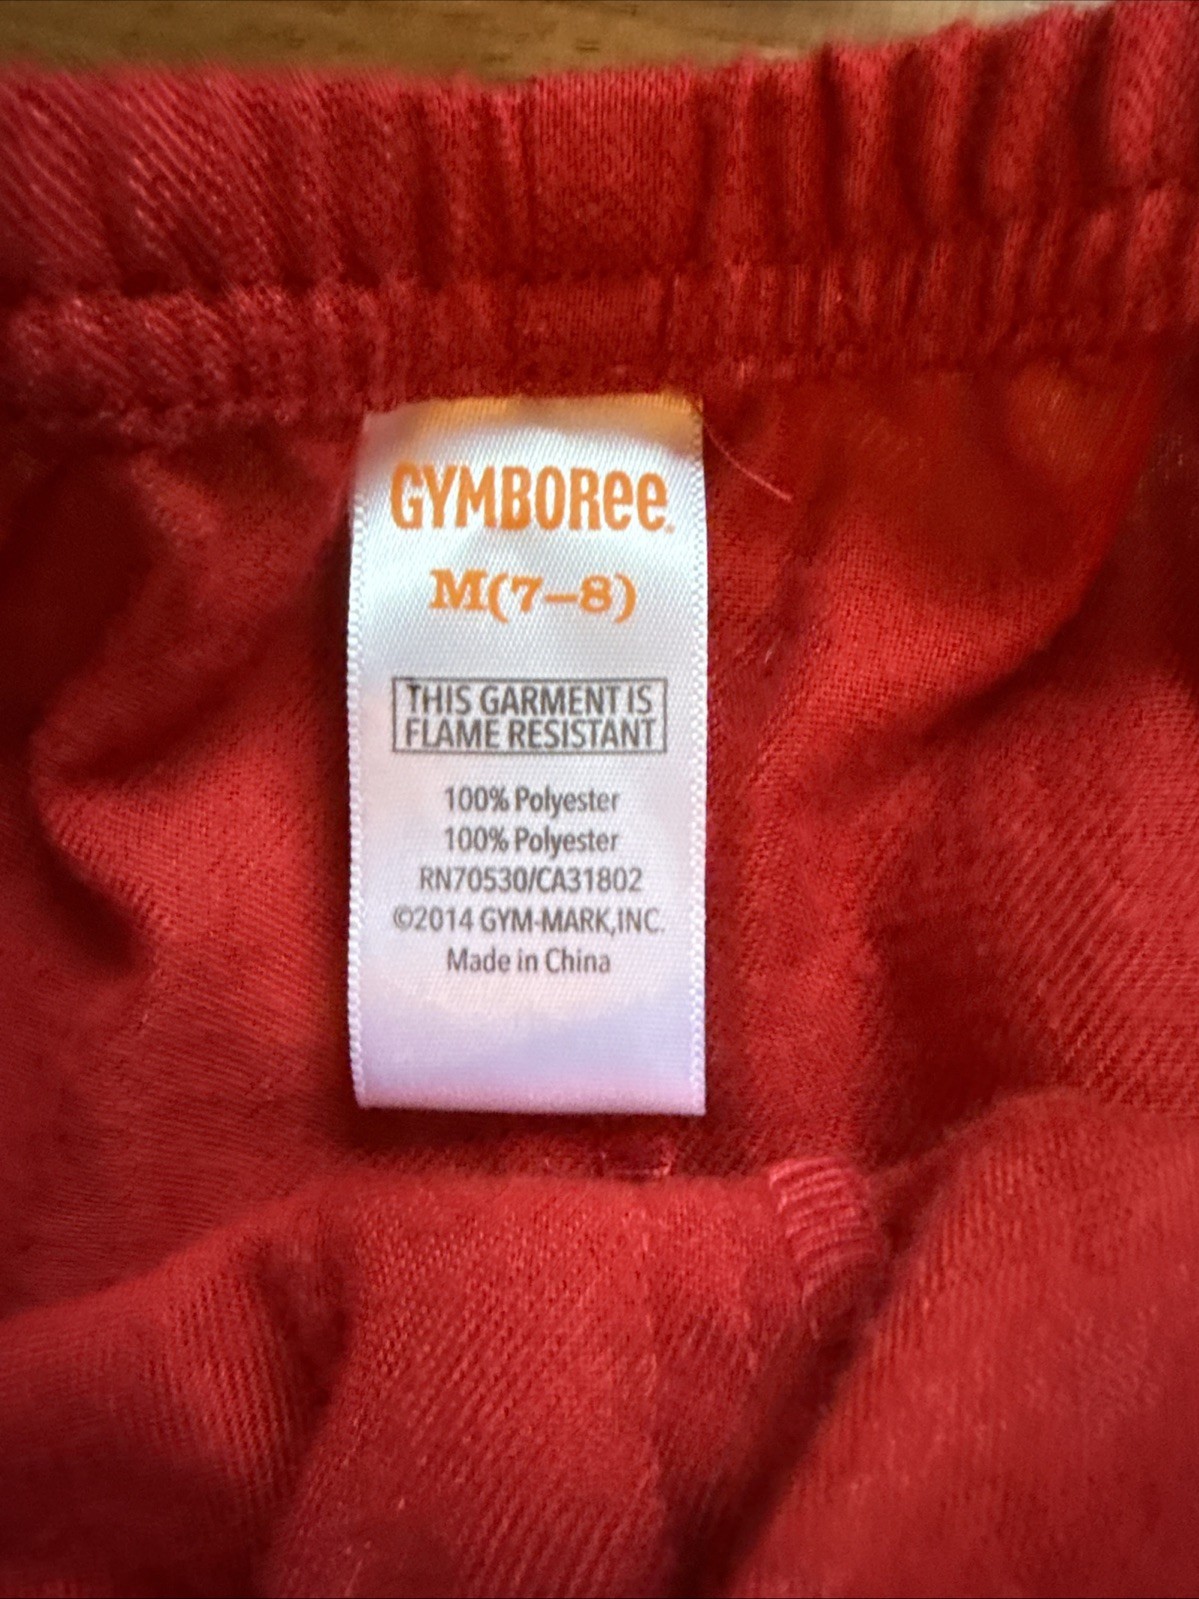 GYMBOREE.
M(7–8)
THIS GARMENT IS
FLAME RESISTANT
100% Polyester
100% Polyester
RN70530/CA31802
©2014 GYM-MARK,INC.
Made in China